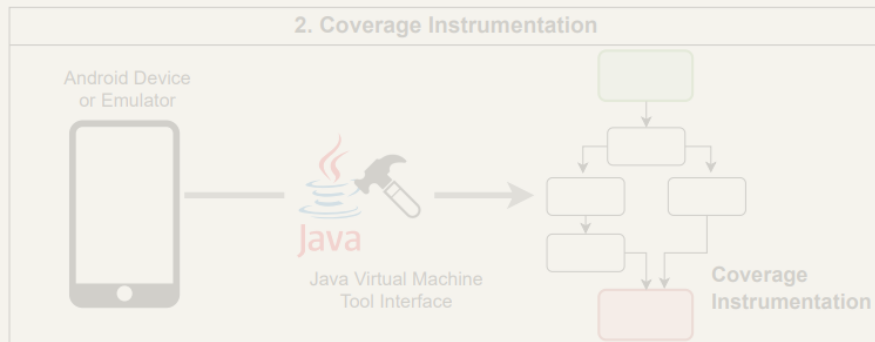 2. Coverage Instrumentation
Android Device
or Emulator
Java
Java Virtual Machine
Tool Interface
Coverage
Instrumentation